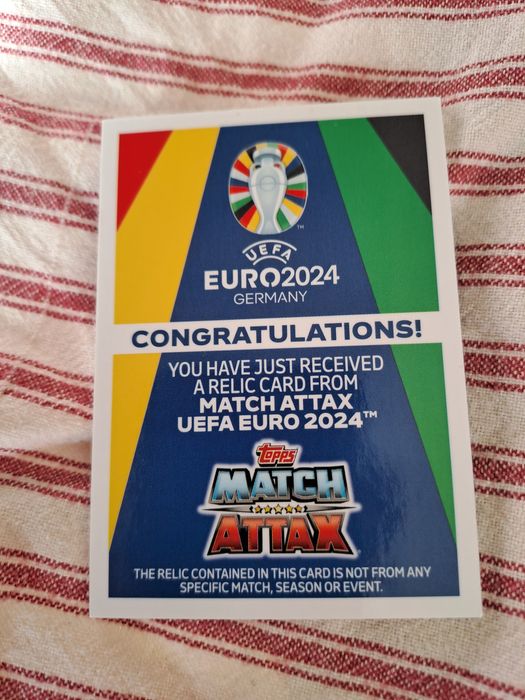 ™
UEFA
EURO2024
GERMANY
CONGRATULATIONS!
YOU HAVE JUST RECEIVED
A RELIC CARD FROM
MATCH ATTAX
UEFA EURO 2024™
Topps
MATCH
ATTAX
THE RELIC CONTAINED IN THIS CARD IS NOT FROM ANY
SPECIFIC MATCH, SEASON OR EVENT.